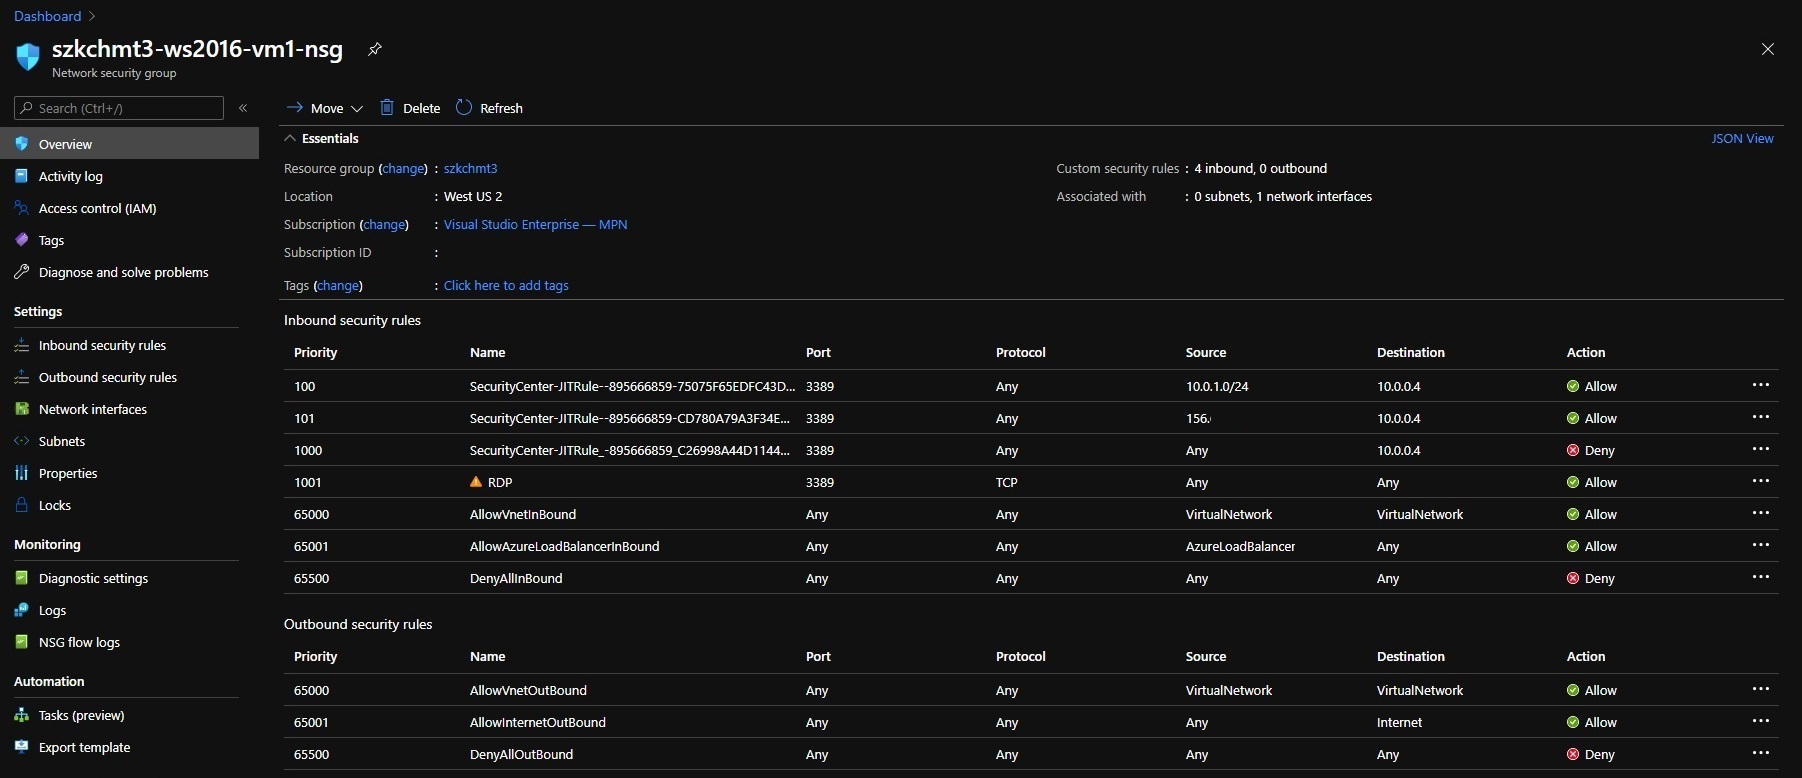 Dashboard >
szkchmt3-ws2016-vm1-nsg
Network security group
Search (Ctrl+/) «
Move Delete Refresh
Overview
Activity log
Access control (IAM)
Tags
Diagnose and solve problems
Settings
Inbound security rules
Outbound security rules
Network interfaces
Subnets
Properties
Locks
Monitoring
Diagnostic settings
Logs
NSG flow logs
Automation
Tasks (preview)
Export template
Essentials JSON View
Resource group (change) : szkchmt3 Custom security rules : 4 inbound, 0 outbound
Location : West US 2 Associated with : 0 subnets, 1 network interfaces
Subscription (change) : Visual Studio Enterprise — MPN
Subscription ID :
Tags (change) : Click here to add tags
Inbound security rules
Priority Name Port Protocol Source Destination Action
100 SecurityCenter-JITRule--895666859-75075F65EDFC43D... 3389 Any 10.0.1.0/24 10.0.0.4 Allow ...
101 SecurityCenter-JITRule--895666859-CD780A79A3F34E... 3389 Any 156. 10.0.0.4 Allow ...
1000 SecurityCenter-JITRule_-895666859_C26998A44D1144... 3389 Any Any 10.0.0.4 Deny ...
1001 RDP 3389 TCP Any Any Allow ...
65000 AllowVnetInBound Any Any VirtualNetwork VirtualNetwork Allow ...
65001 AllowAzureLoadBalancerInBound Any Any AzureLoadBalancer Any Allow ...
65500 DenyAllInBound Any Any Any Any Deny ...
Outbound security rules
Priority Name Port Protocol Source Destination Action
65000 AllowVnetOutBound Any Any VirtualNetwork VirtualNetwork Allow ...
65001 AllowInternetOutBound Any Any Any Internet Allow ...
65500 DenyAllOutBound Any Any Any Any Deny ...